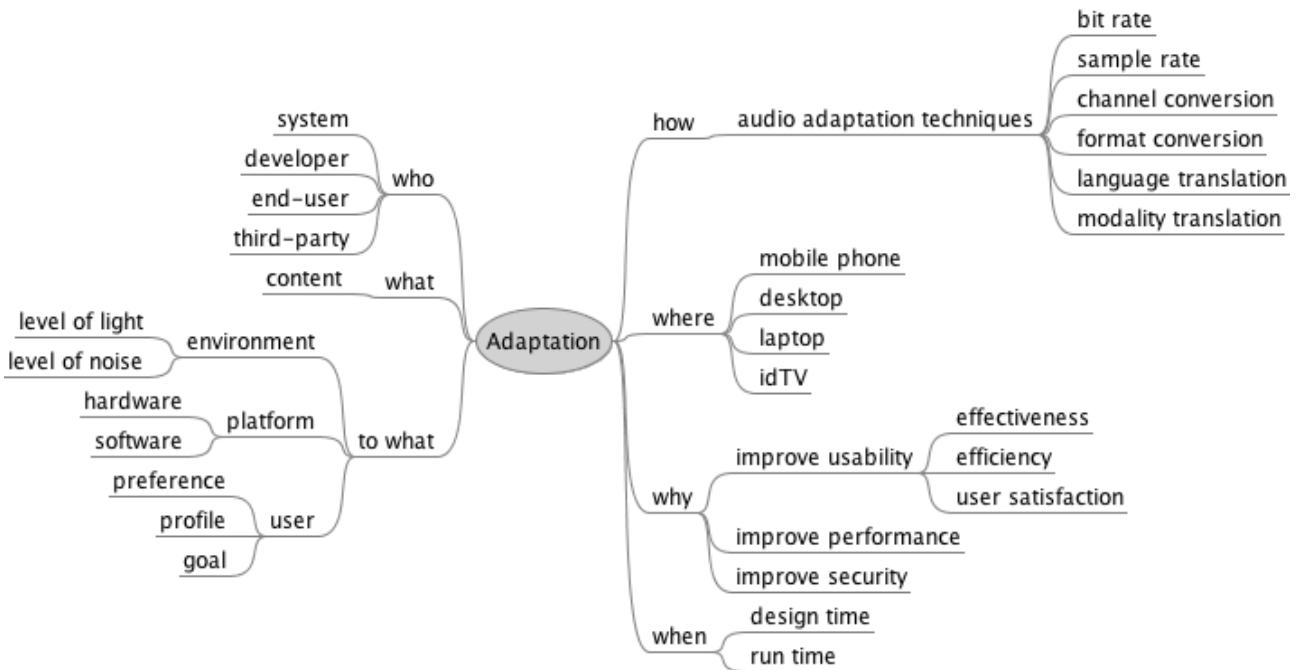 Adaptation
who
system
developer
end-user
third-party
what
content
to what
environment
level of light
level of noise
platform
hardware
software
user
preference
profile
goal
how
audio adaptation techniques
bit rate
sample rate
channel conversion
format conversion
language translation
modality translation
where
mobile phone
desktop
laptop
idTV
why
improve usability
effectiveness
efficiency
user satisfaction
improve performance
improve security
when
design time
run time